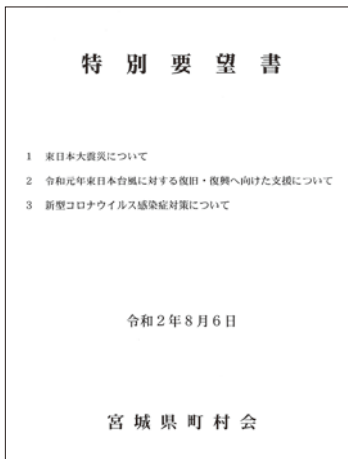 特別要望書
1 東日本大震災について
2 令和元年東日本台風に対する復旧・復興へ向けた支援について
3 新型コロナウイルス感染症対策について
令和2年8月6日
宮城県町村会